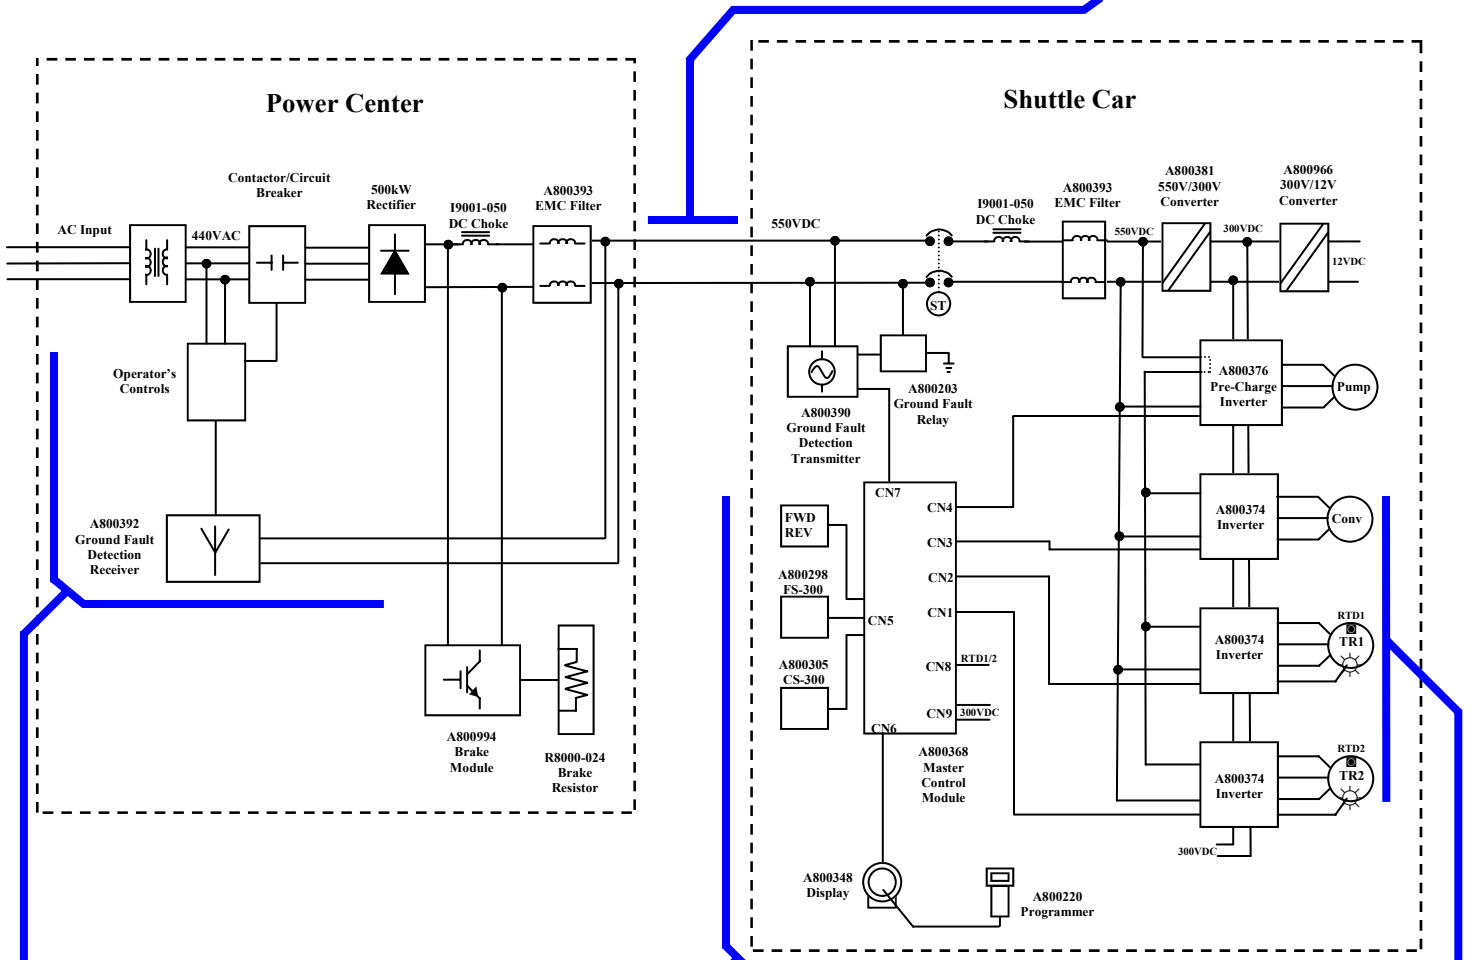 Power Center
AC Input
440VAC
Contactor/Circuit
Breaker
500kW
Rectifier
I9001-050
DC Choke
A800393
EMC Filter
Operator's
Controls
A800392
Ground Fault
Detection
Receiver
A800994
Brake
Module
R8000-024
Brake
Resistor
Shuttle Car
550VDC
ST
I9001-050
DC Choke
A800393
EMC Filter
550VDC
A800381
550V/300V
Converter
300VDC
A800966
300V/12V
Converter
12VDC
A800390
Ground Fault
Detection
Transmitter
A800203
Ground Fault
Relay
A800376
Pre-Charge
Inverter
Pump
A800374
Inverter
Conv
A800374
Inverter
RTD1
TR1
A800374
Inverter
RTD2
TR2
300VDC
FWD
REV
A800298
FS-300
A800305
CS-300
CN7
CN4
CN3
CN2
CN1
CN5
CN8
RTD1/2
CN9
300VDC
CN6
A800368
Master
Control
Module
A800348
Display
A800220
Programmer